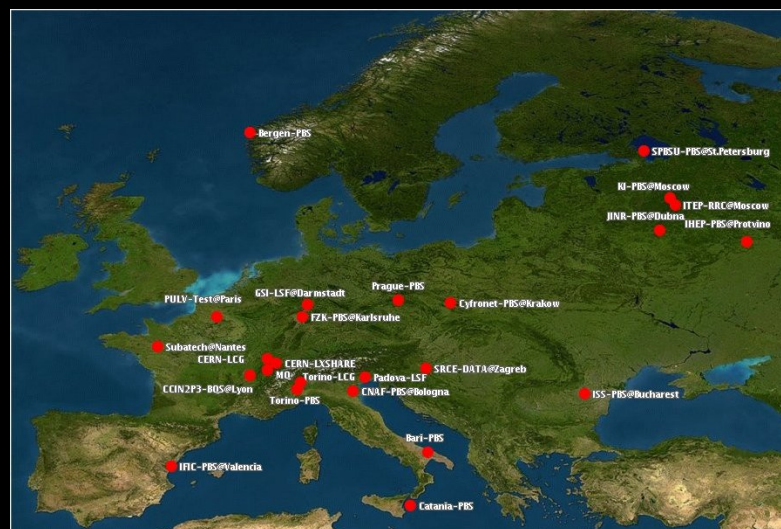 Bergen-PBS
SPBSU-PBS@St.Petersburg
KI-PBS@Moscow
ITEP-RRC@Moscow
JINR-PBS@Dubna
IHEP-PBS@Protvino
Prague-PBS
GSI-LSF@Darmstadt
PULV-Test@Paris
Cyfronet-PBS@Krakow
FZK-PBS@Karlsruhe
Subatech@Nantes
CERN-LCG
CERN-LXSHARE
SRCE-DATA@Zagreb
MQ
Torino-LCG
Padova-LSF
CCIN2P3-BQS@Lyon
CNAF-PBS@Bologna
ISS-PBS@Bucharest
Torino-PBS
Bari-PBS
IFIC-PBS@Valencia
Catania-PBS